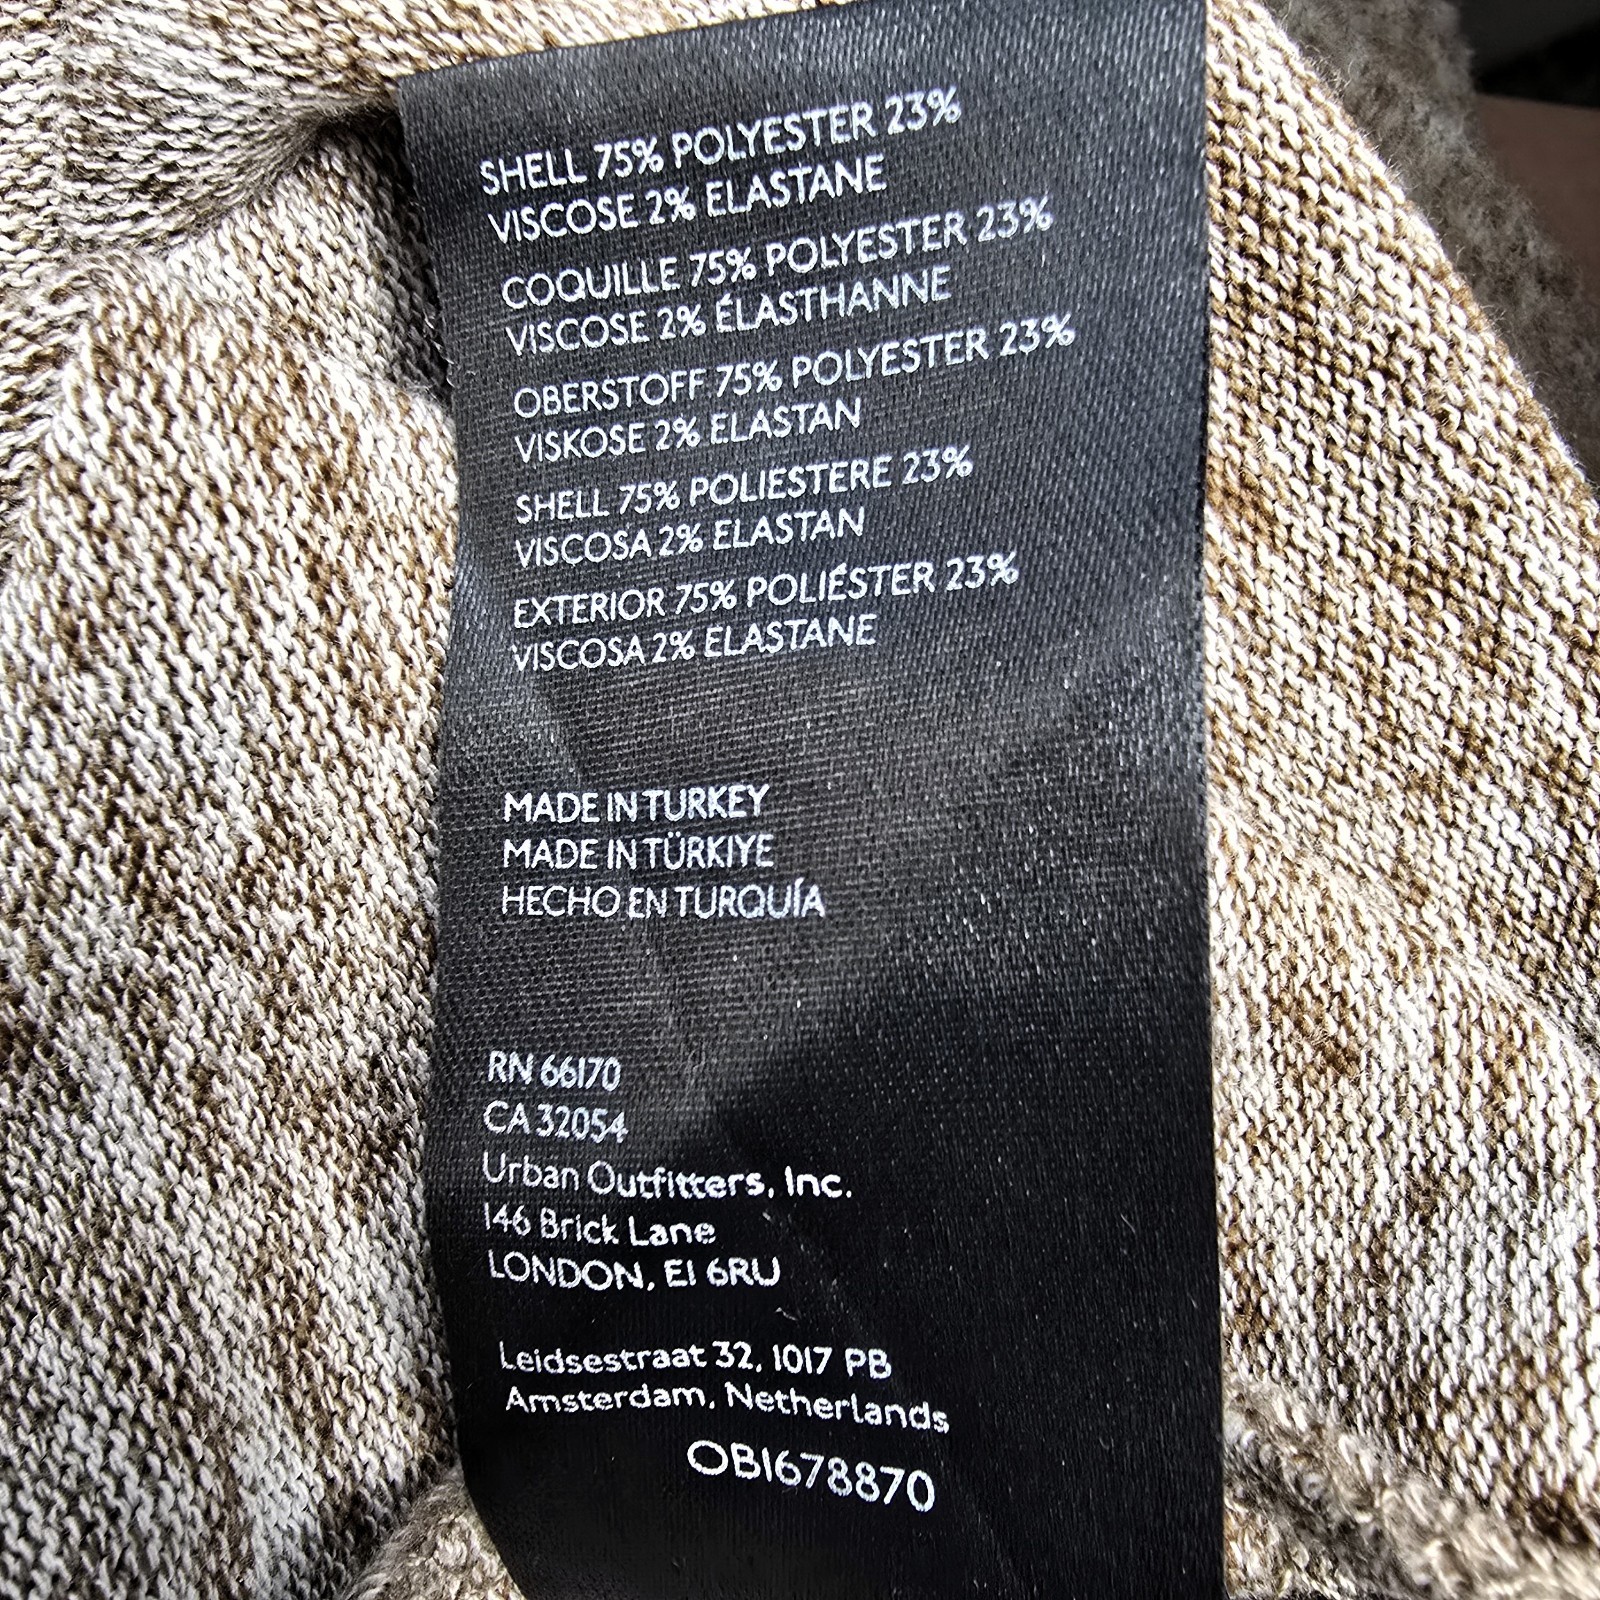 SHELL 75% POLYESTER 23%
VISCOSE 2% ELASTANE
COQUILLE 75% POLYESTER 23%
VISCOSE 2% ÉLASTHANNE
OBERSTOFF 75% POLYESTER 23%
VISKOSE 2% ELASTAN
SHELL 75% POLIESTERE 23%
VISCOSA 2% ELASTAN
EXTERIOR 75% POLIÉSTER 23%
VISCOSA 2% ELASTANE
MADE IN TURKEY
MADE IN TÜRKIYE
HECHO EN TURQUÍA
RN 66170
CA 32054
Urban Outfitters, Inc.
146 Brick Lane
LONDON, E1 6RU
Leidsestraat 32, 1017 PB
Amsterdam, Netherlands
OB1678870